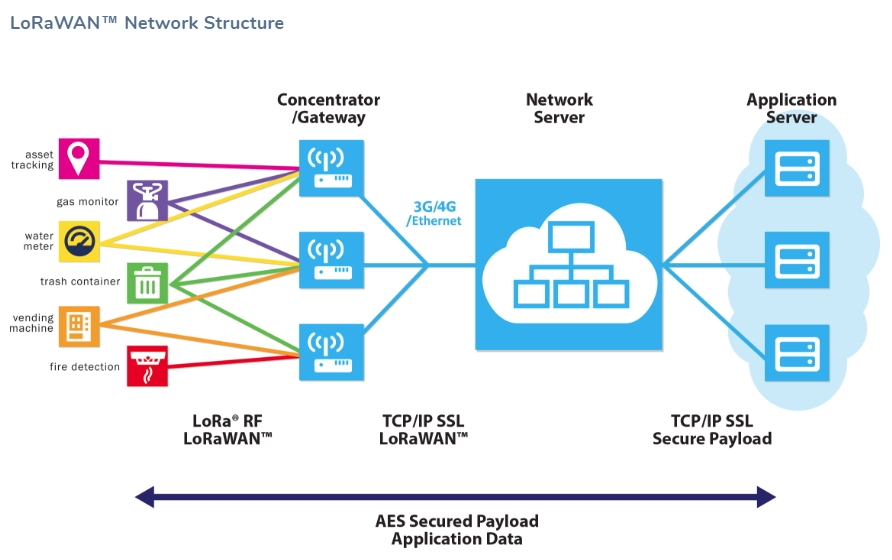 LoRaWAN™ Network Structure
Concentrator
/Gateway
Network
Server
Application
Server
asset
tracking
gas monitor
water
meter
trash container
vending
machine
fire detection
3G/4G
/Ethernet
LoRa® RF
LoRaWAN™
TCP/IP SSL
LoRaWAN™
TCP/IP SSL
Secure Payload
AES Secured Payload
Application Data